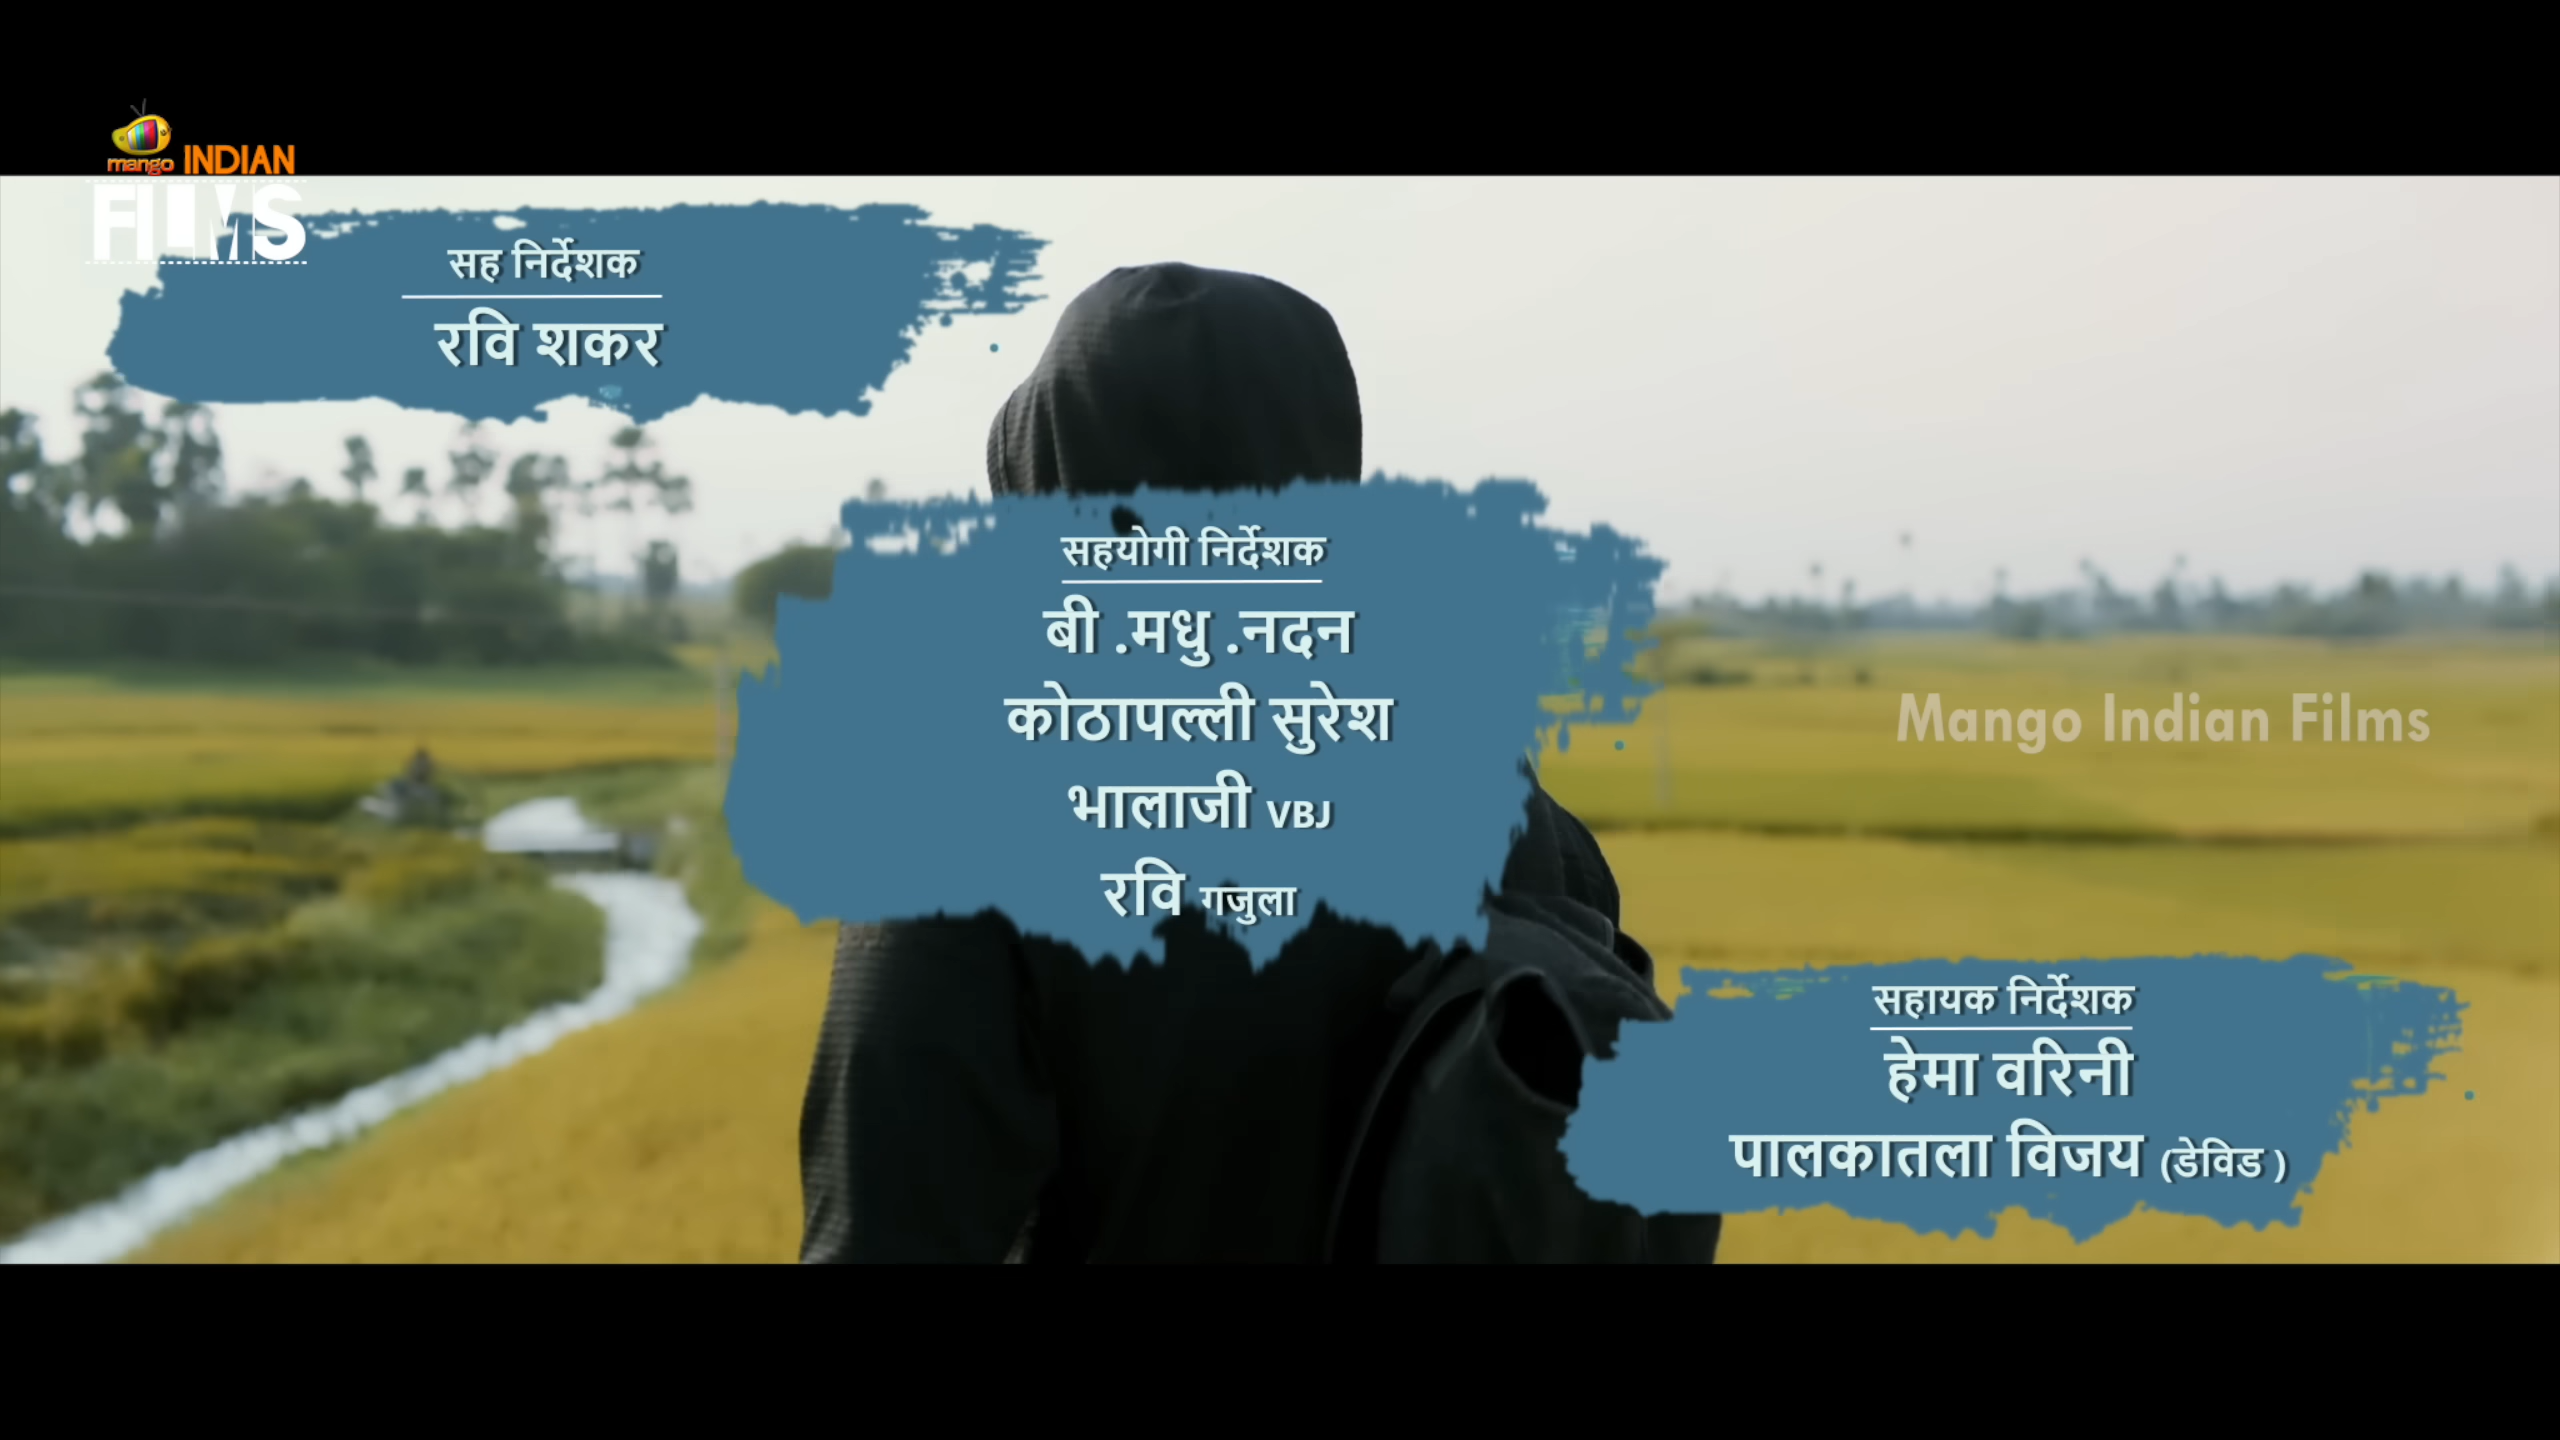 mango INDIAN
FILMS
सह निर्देशक
रवि शकर
सहयोगी निर्देशक
बी .मधु .नदन
कोठापल्ली सुरेश
भालाजी VBJ
रवि गजुला
Mango Indian Films
सहायक निर्देशक
हेमा वरिनी
पालकातला विजय (डेविड )